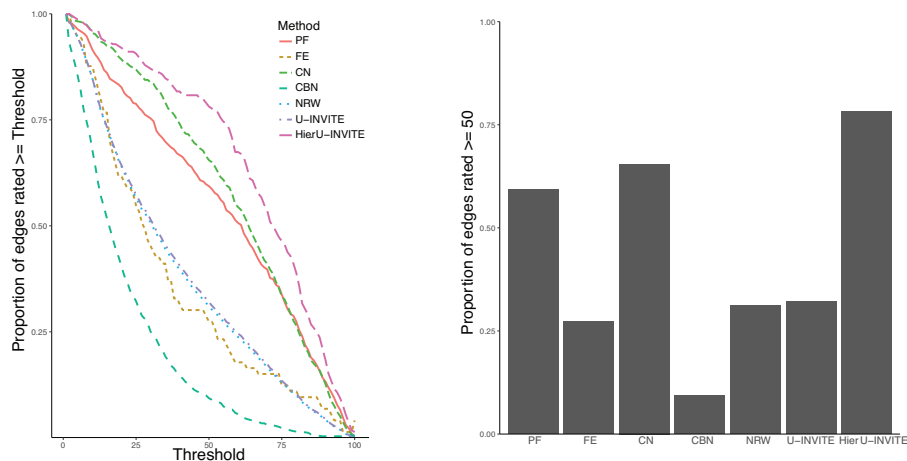 Proportion of edges rated >= Threshold
1.00
0.75
0.50
0.25
0
25
50
75
100
Threshold
Method
PF
FE
CN
CBN
NRW
U-INVITE
HierU-INVITE
Proportion of edges rated >= 50
1.00
0.75
0.50
0.25
0.00
PF
FE
CN
CBN
NRW
U-INVITE
Hier U-INVITE